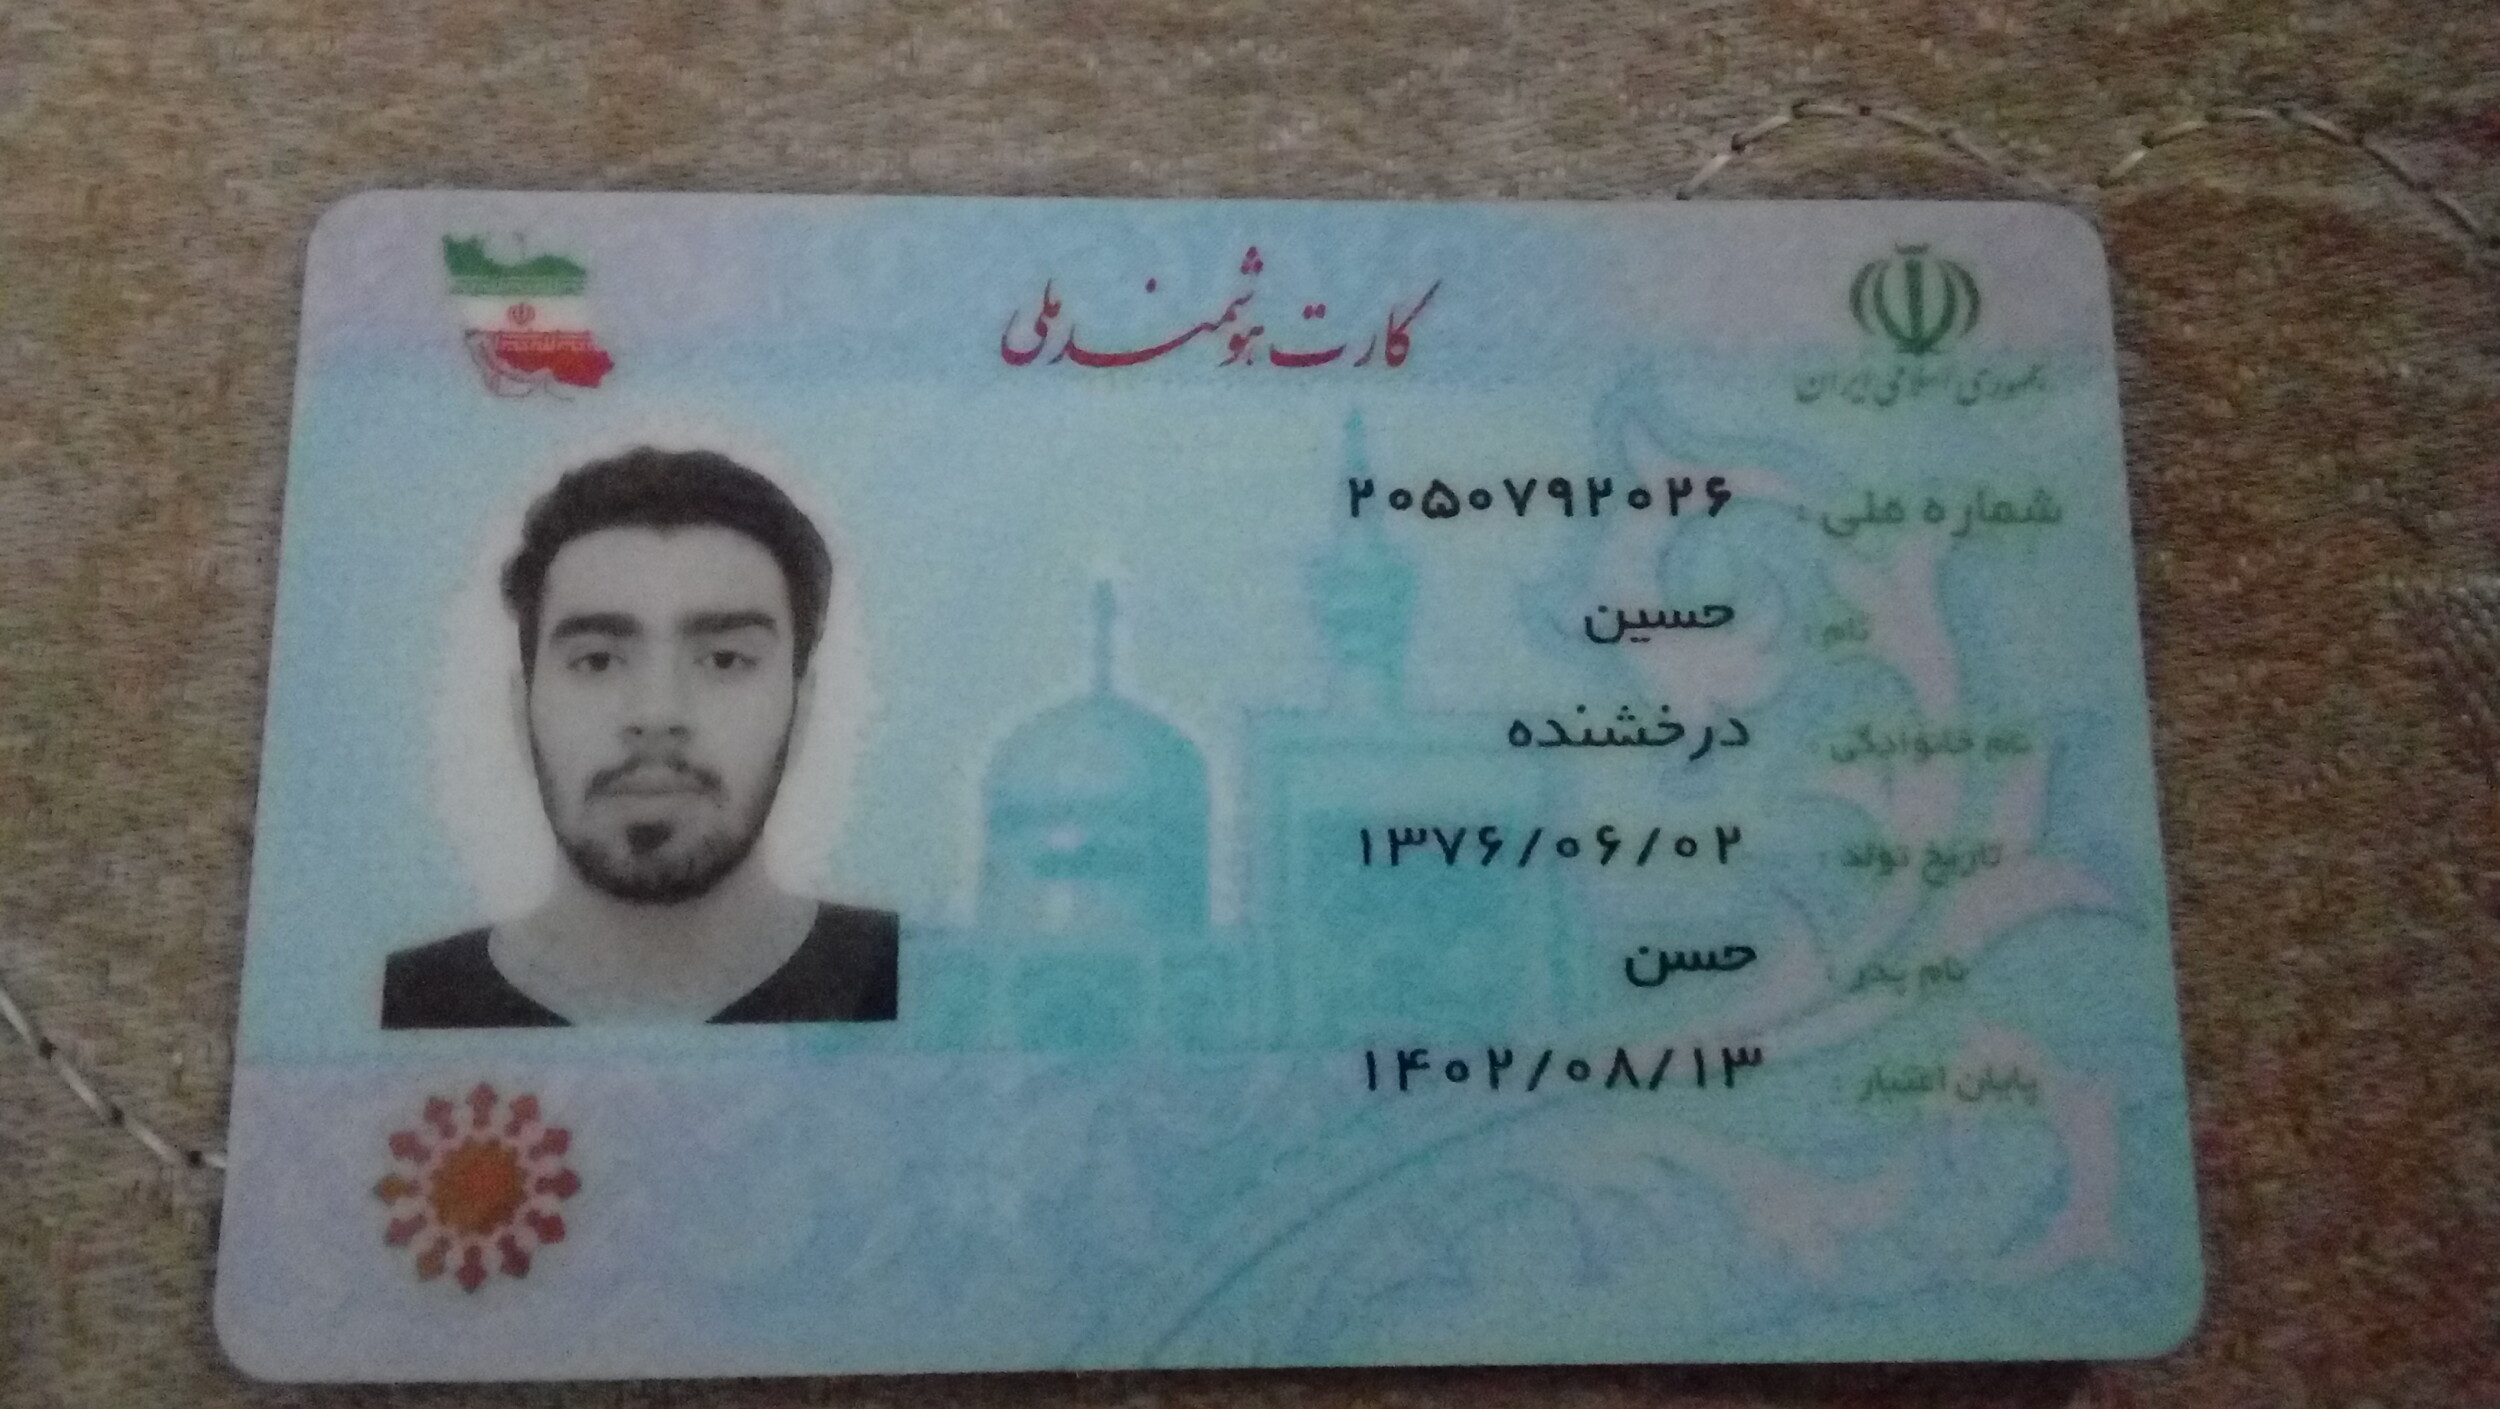 کارت هوشمند ملی
جمهوری اسلامی ایران
شماره ملی : ۲۰۵۰۷۹۲۰۲۶
نام : حسین
نام خانوادگی : درخشنده
تاریخ تولد : ۱۳۷۶/۰۶/۰۲
نام پدر : حسن
پایان اعتبار : ۱۴۰۲/۰۸/۱۳